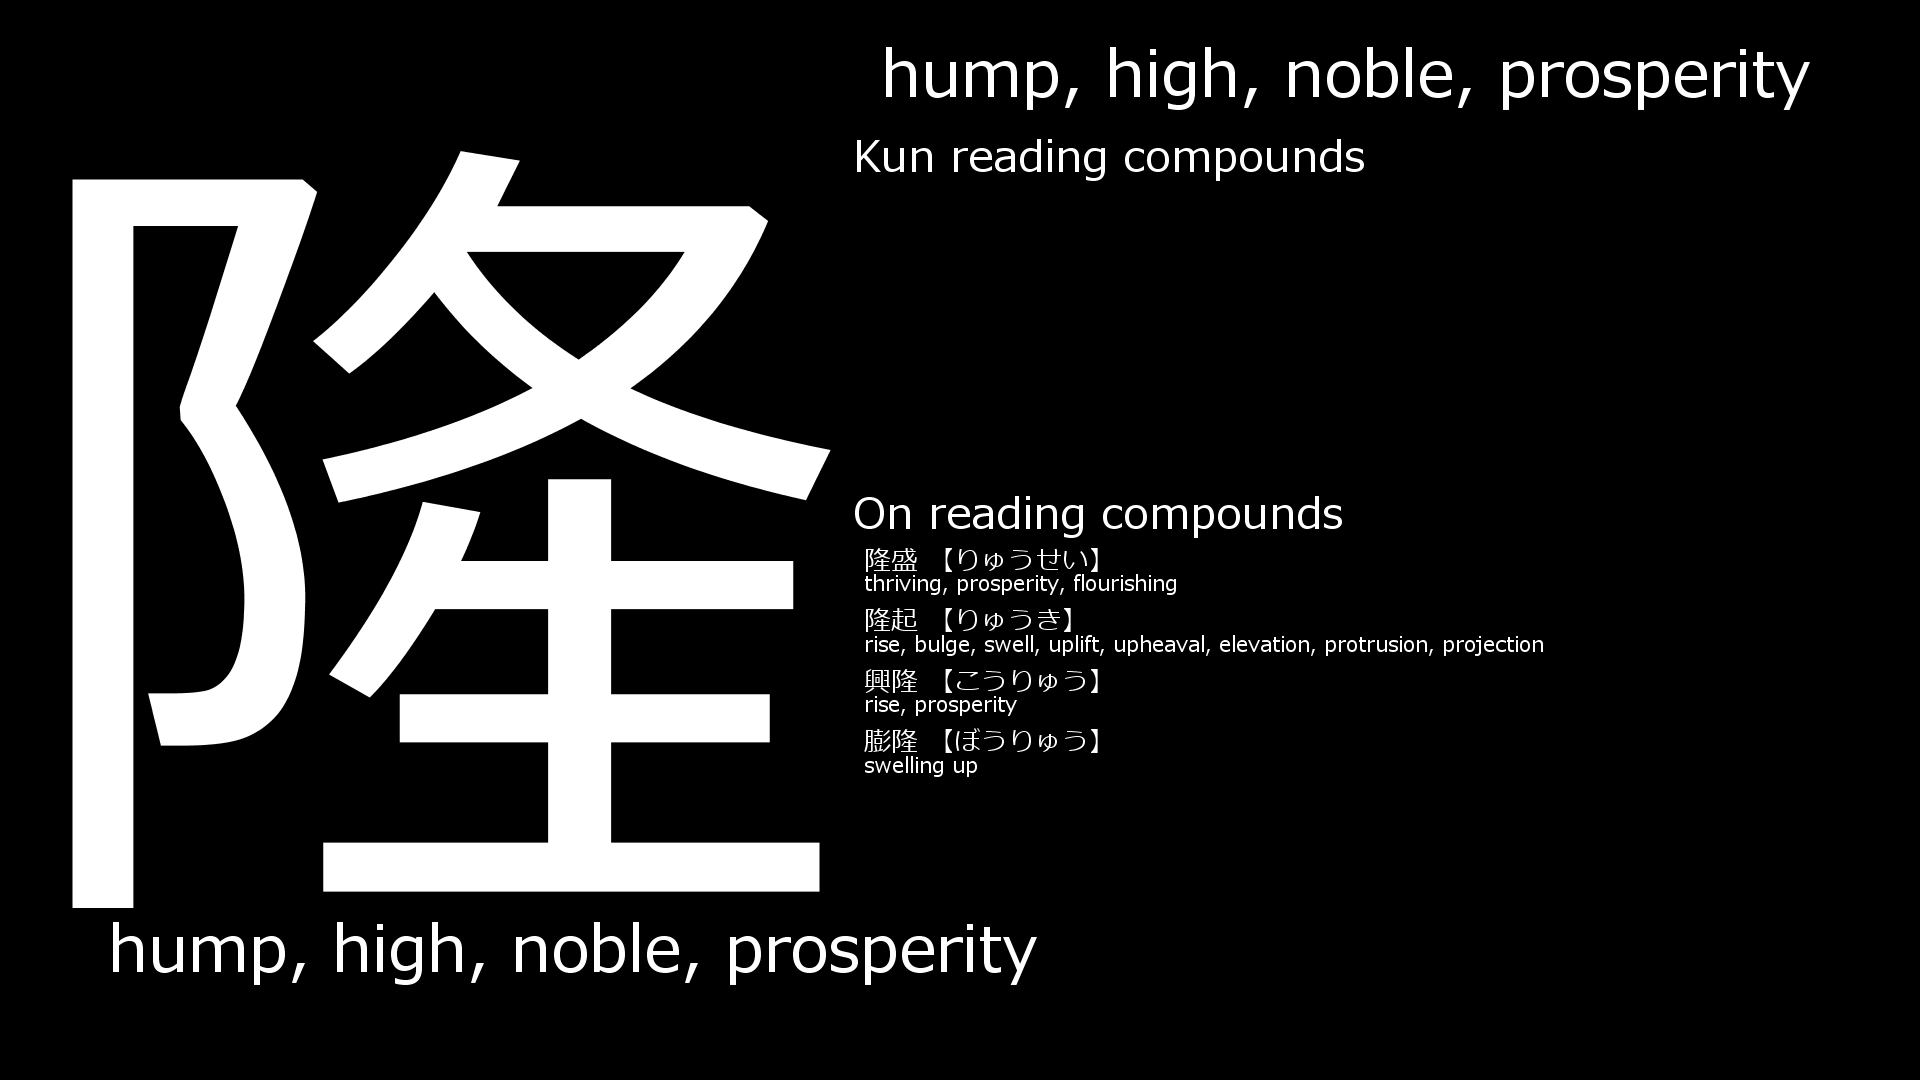 隆
hump, high, noble, prosperity
hump, high, noble, prosperity
Kun reading compounds
On reading compounds
隆盛 【りゅうせい】
thriving, prosperity, flourishing
隆起 【りゅうき】
rise, bulge, swell, uplift, upheaval, elevation, protrusion, projection
興隆 【こうりゅう】
rise, prosperity
膨隆 【ぼうりゅう】
swelling up